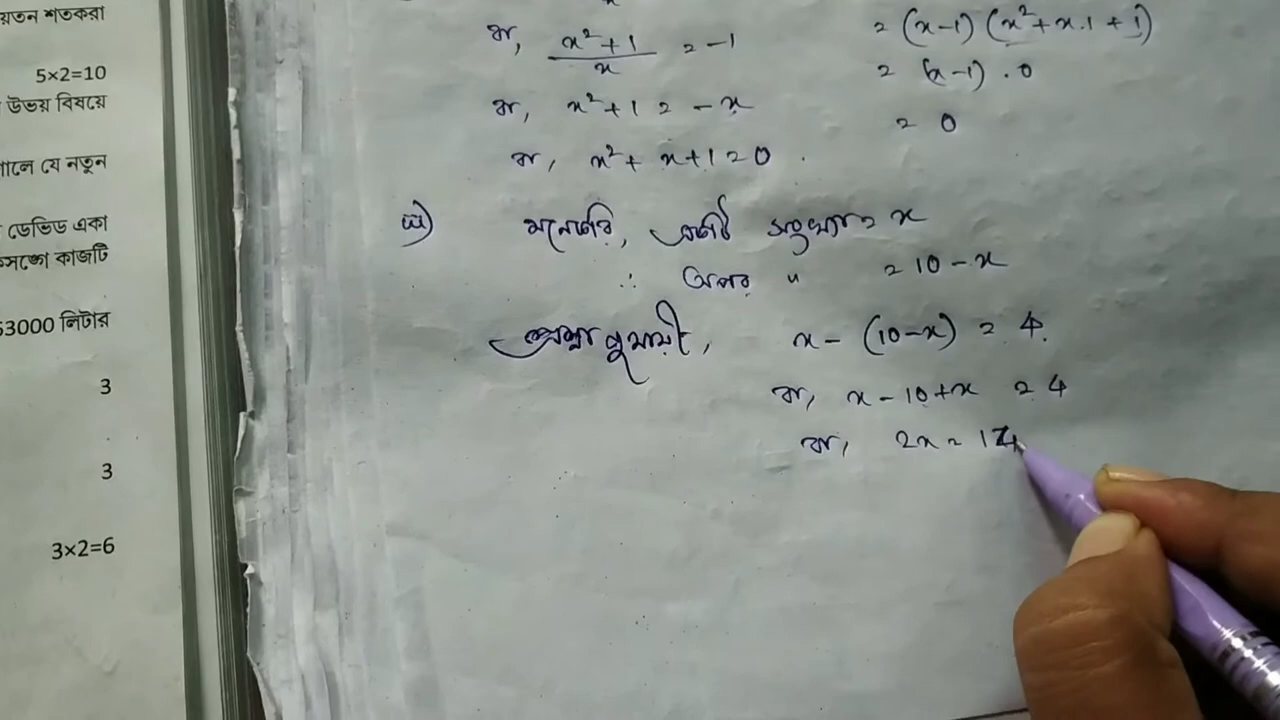 য়তন শতকরা
5×2=10
উভয় বিষয়ে
গালে যে নতুন
ডেভিড একা
সঙ্গে কাজটি
63000 লিটার
3
3
3×2=6
বা, x²+1/x = -1
বা, x²+1 = -x
বা, x²+x+1=0.
= (x-1)(x²+x.1+1)
= (x-1).0
= 0
মনেকরি, একটি সংখ্যা = x
∴ অপর " = 10-x
প্রশ্নানুযায়ী, x-(10-x) = 4.
বা, x-10+x = 4
বা, 2x = 14